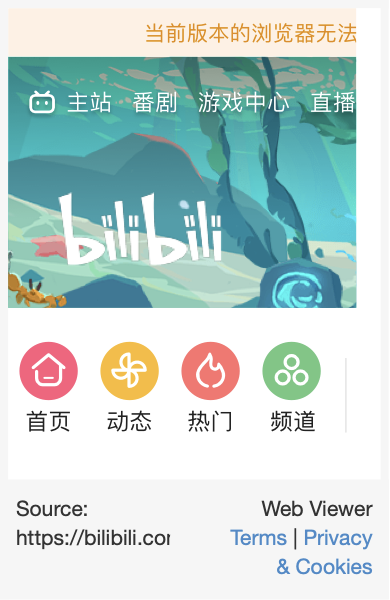 当前版本的浏览器无法
主站 番剧 游戏中心 直播
bilibili
首页 动态 热门 频道
Source: Web Viewer
https://bilibili.com Terms | Privacy
& Cookies